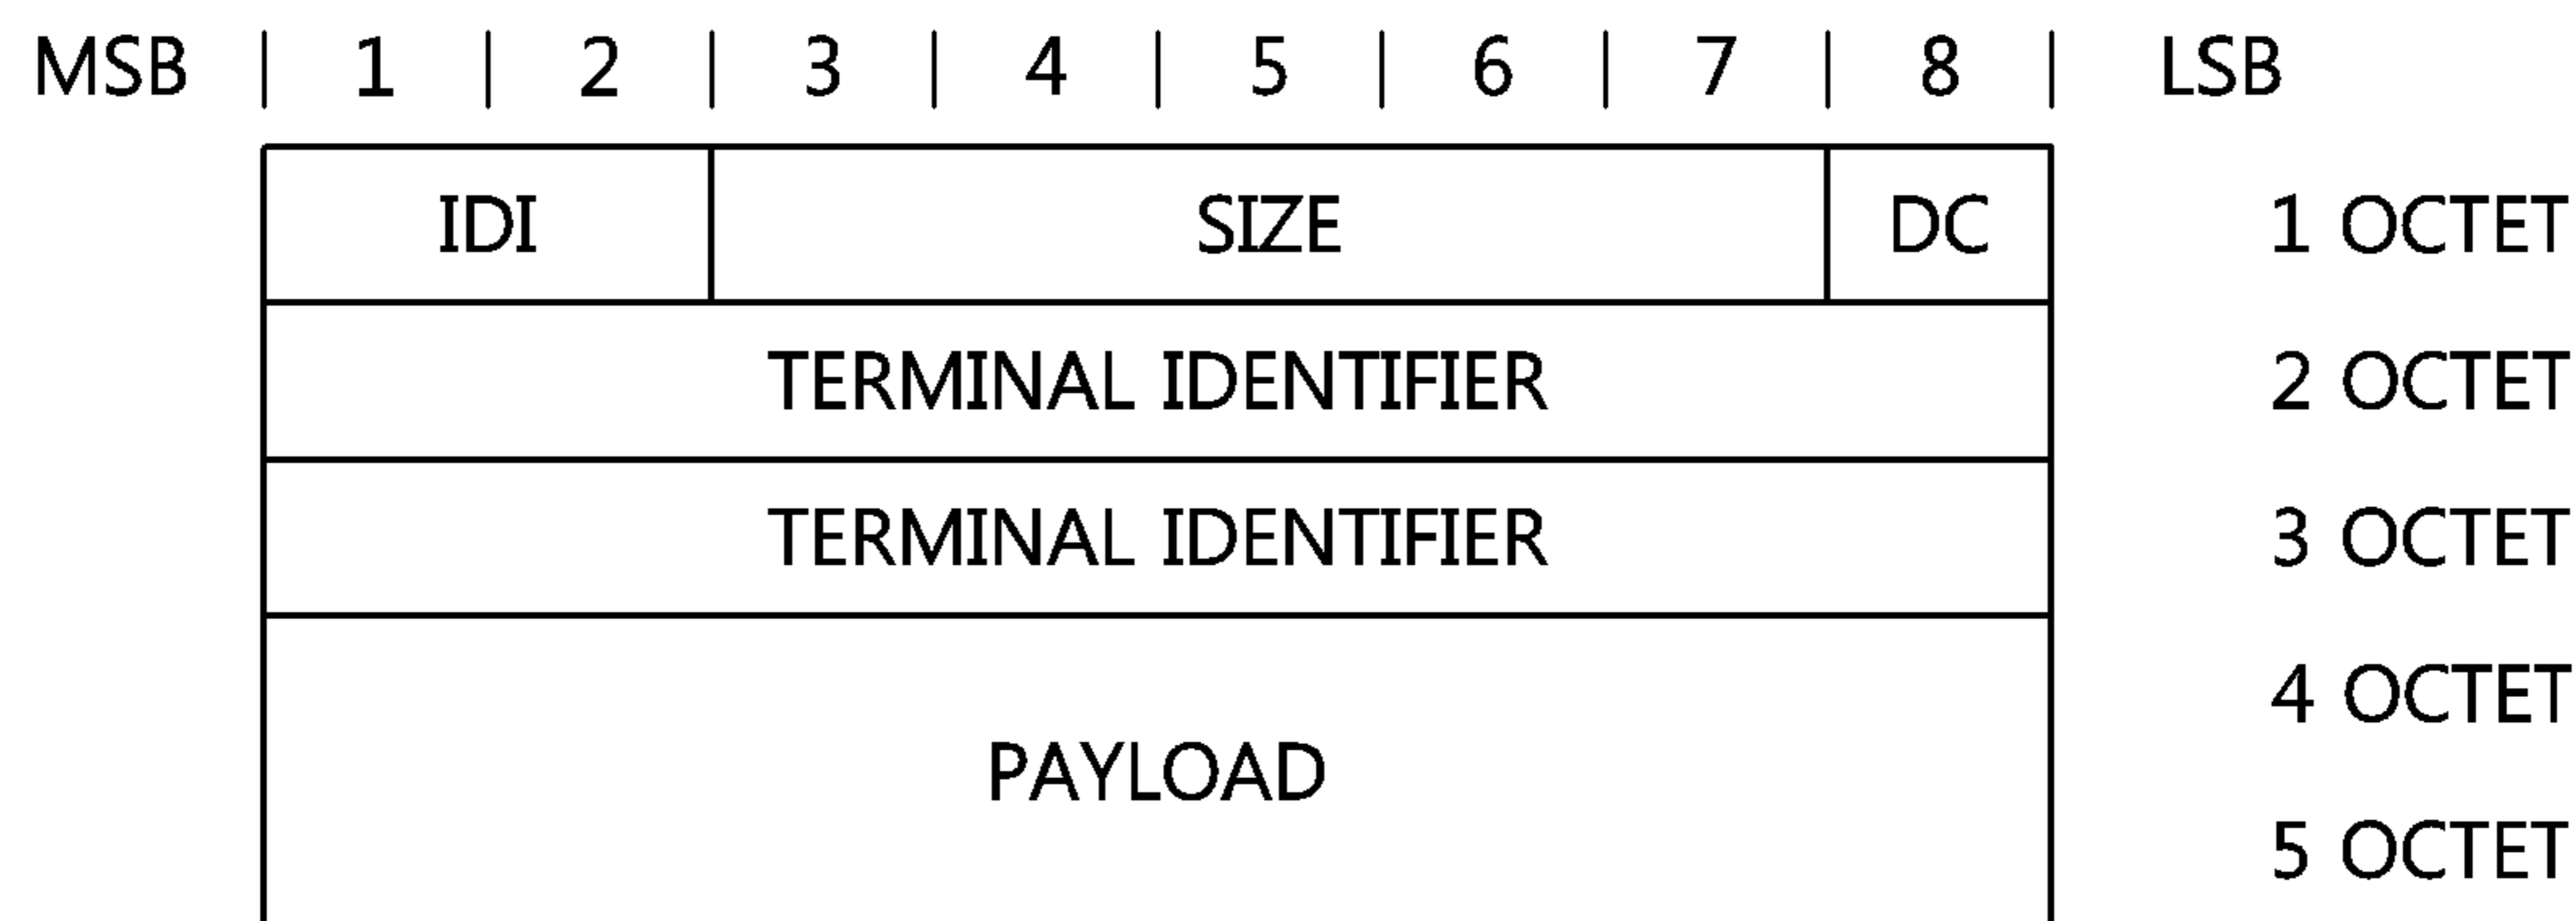 MSB | 1 | 2 | 3 | 4 | 5 | 6 | 7 | 8 | LSB
IDI SIZE DC 1 OCTET
TERMINAL IDENTIFIER 2 OCTET
TERMINAL IDENTIFIER 3 OCTET
4 OCTET
PAYLOAD
5 OCTET